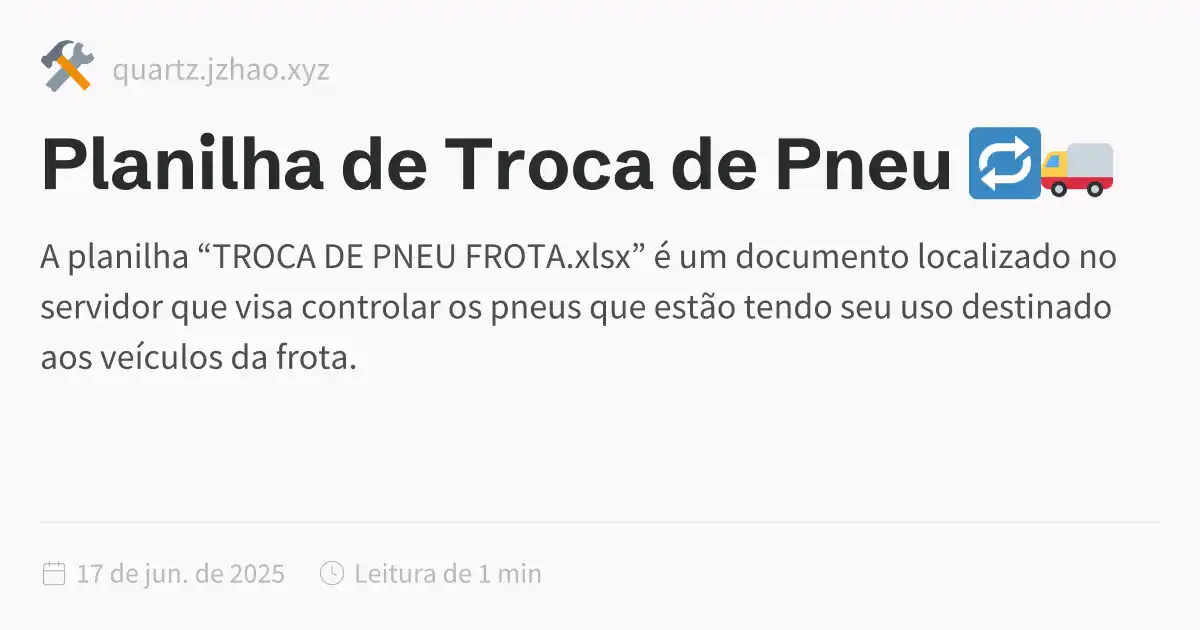 quartz.jzhao.xyz
Planilha de Troca de Pneu 🔁🚚
A planilha “TROCA DE PNEU FROTA.xlsx” é um documento localizado no
servidor que visa controlar os pneus que estão tendo seu uso destinado
aos veículos da frota.
17 de jun. de 2025 Leitura de 1 min